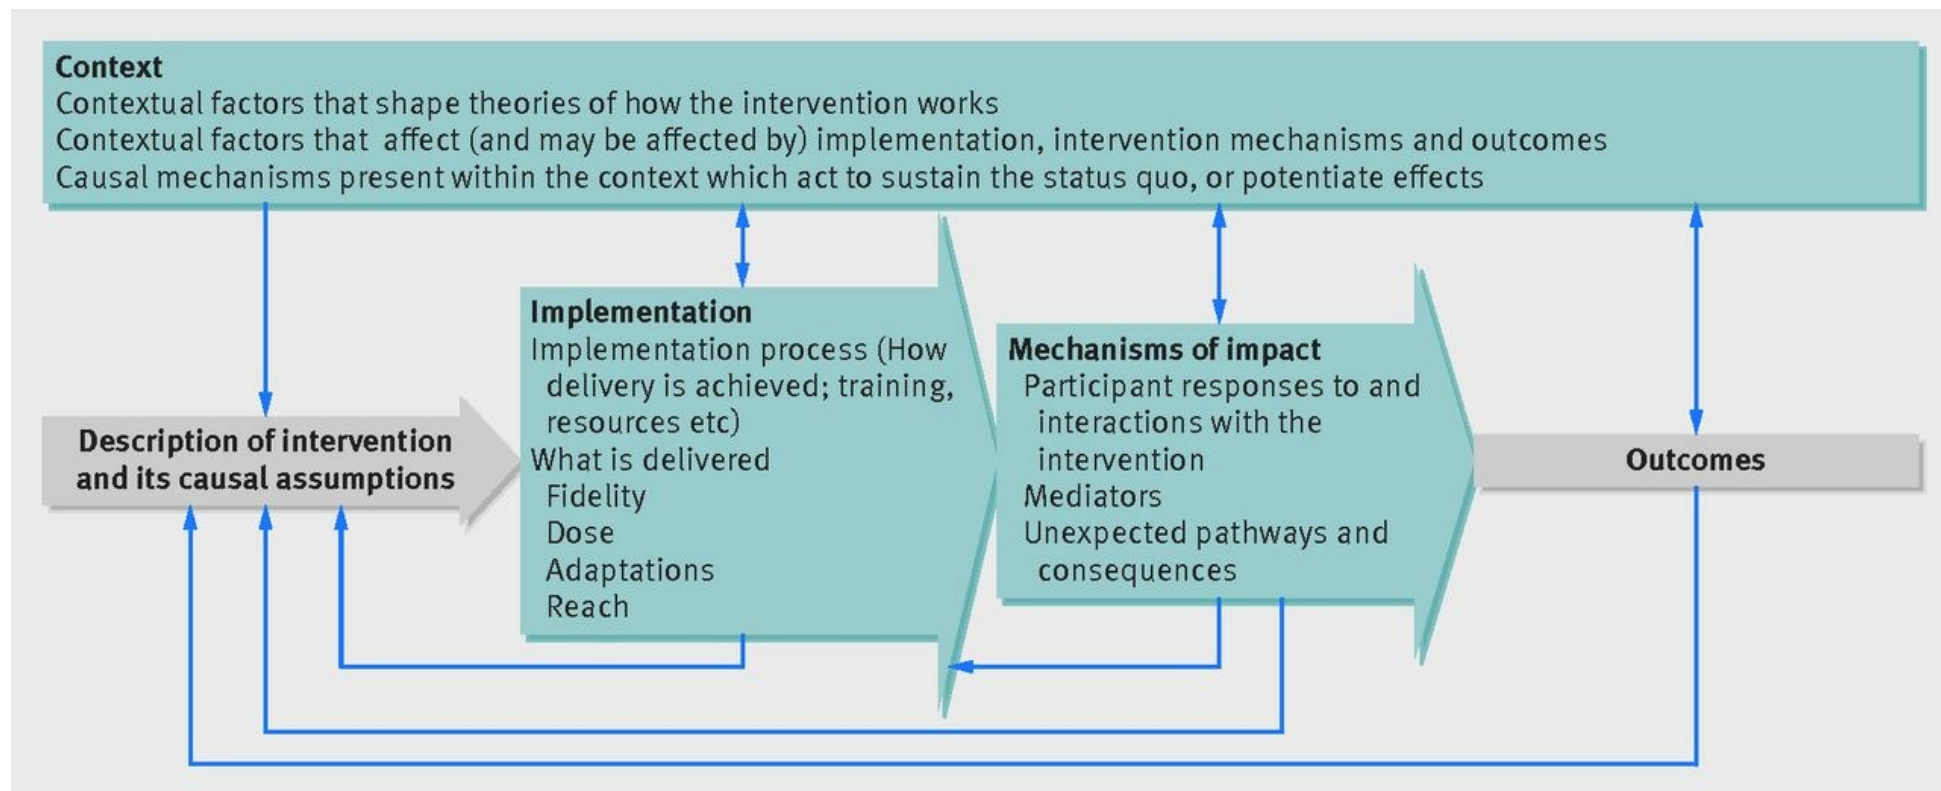 Context
Contextual factors that shape theories of how the intervention works
Contextual factors that affect (and may be affected by) implementation, intervention mechanisms and outcomes
Causal mechanisms present within the context which act to sustain the status quo, or potentiate effects
Description of intervention
and its causal assumptions
Implementation
Implementation process (How
delivery is achieved; training,
resources etc)
What is delivered
Fidelity
Dose
Adaptations
Reach
Mechanisms of impact
Participant responses to and
interactions with the
intervention
Mediators
Unexpected pathways and
consequences
Outcomes